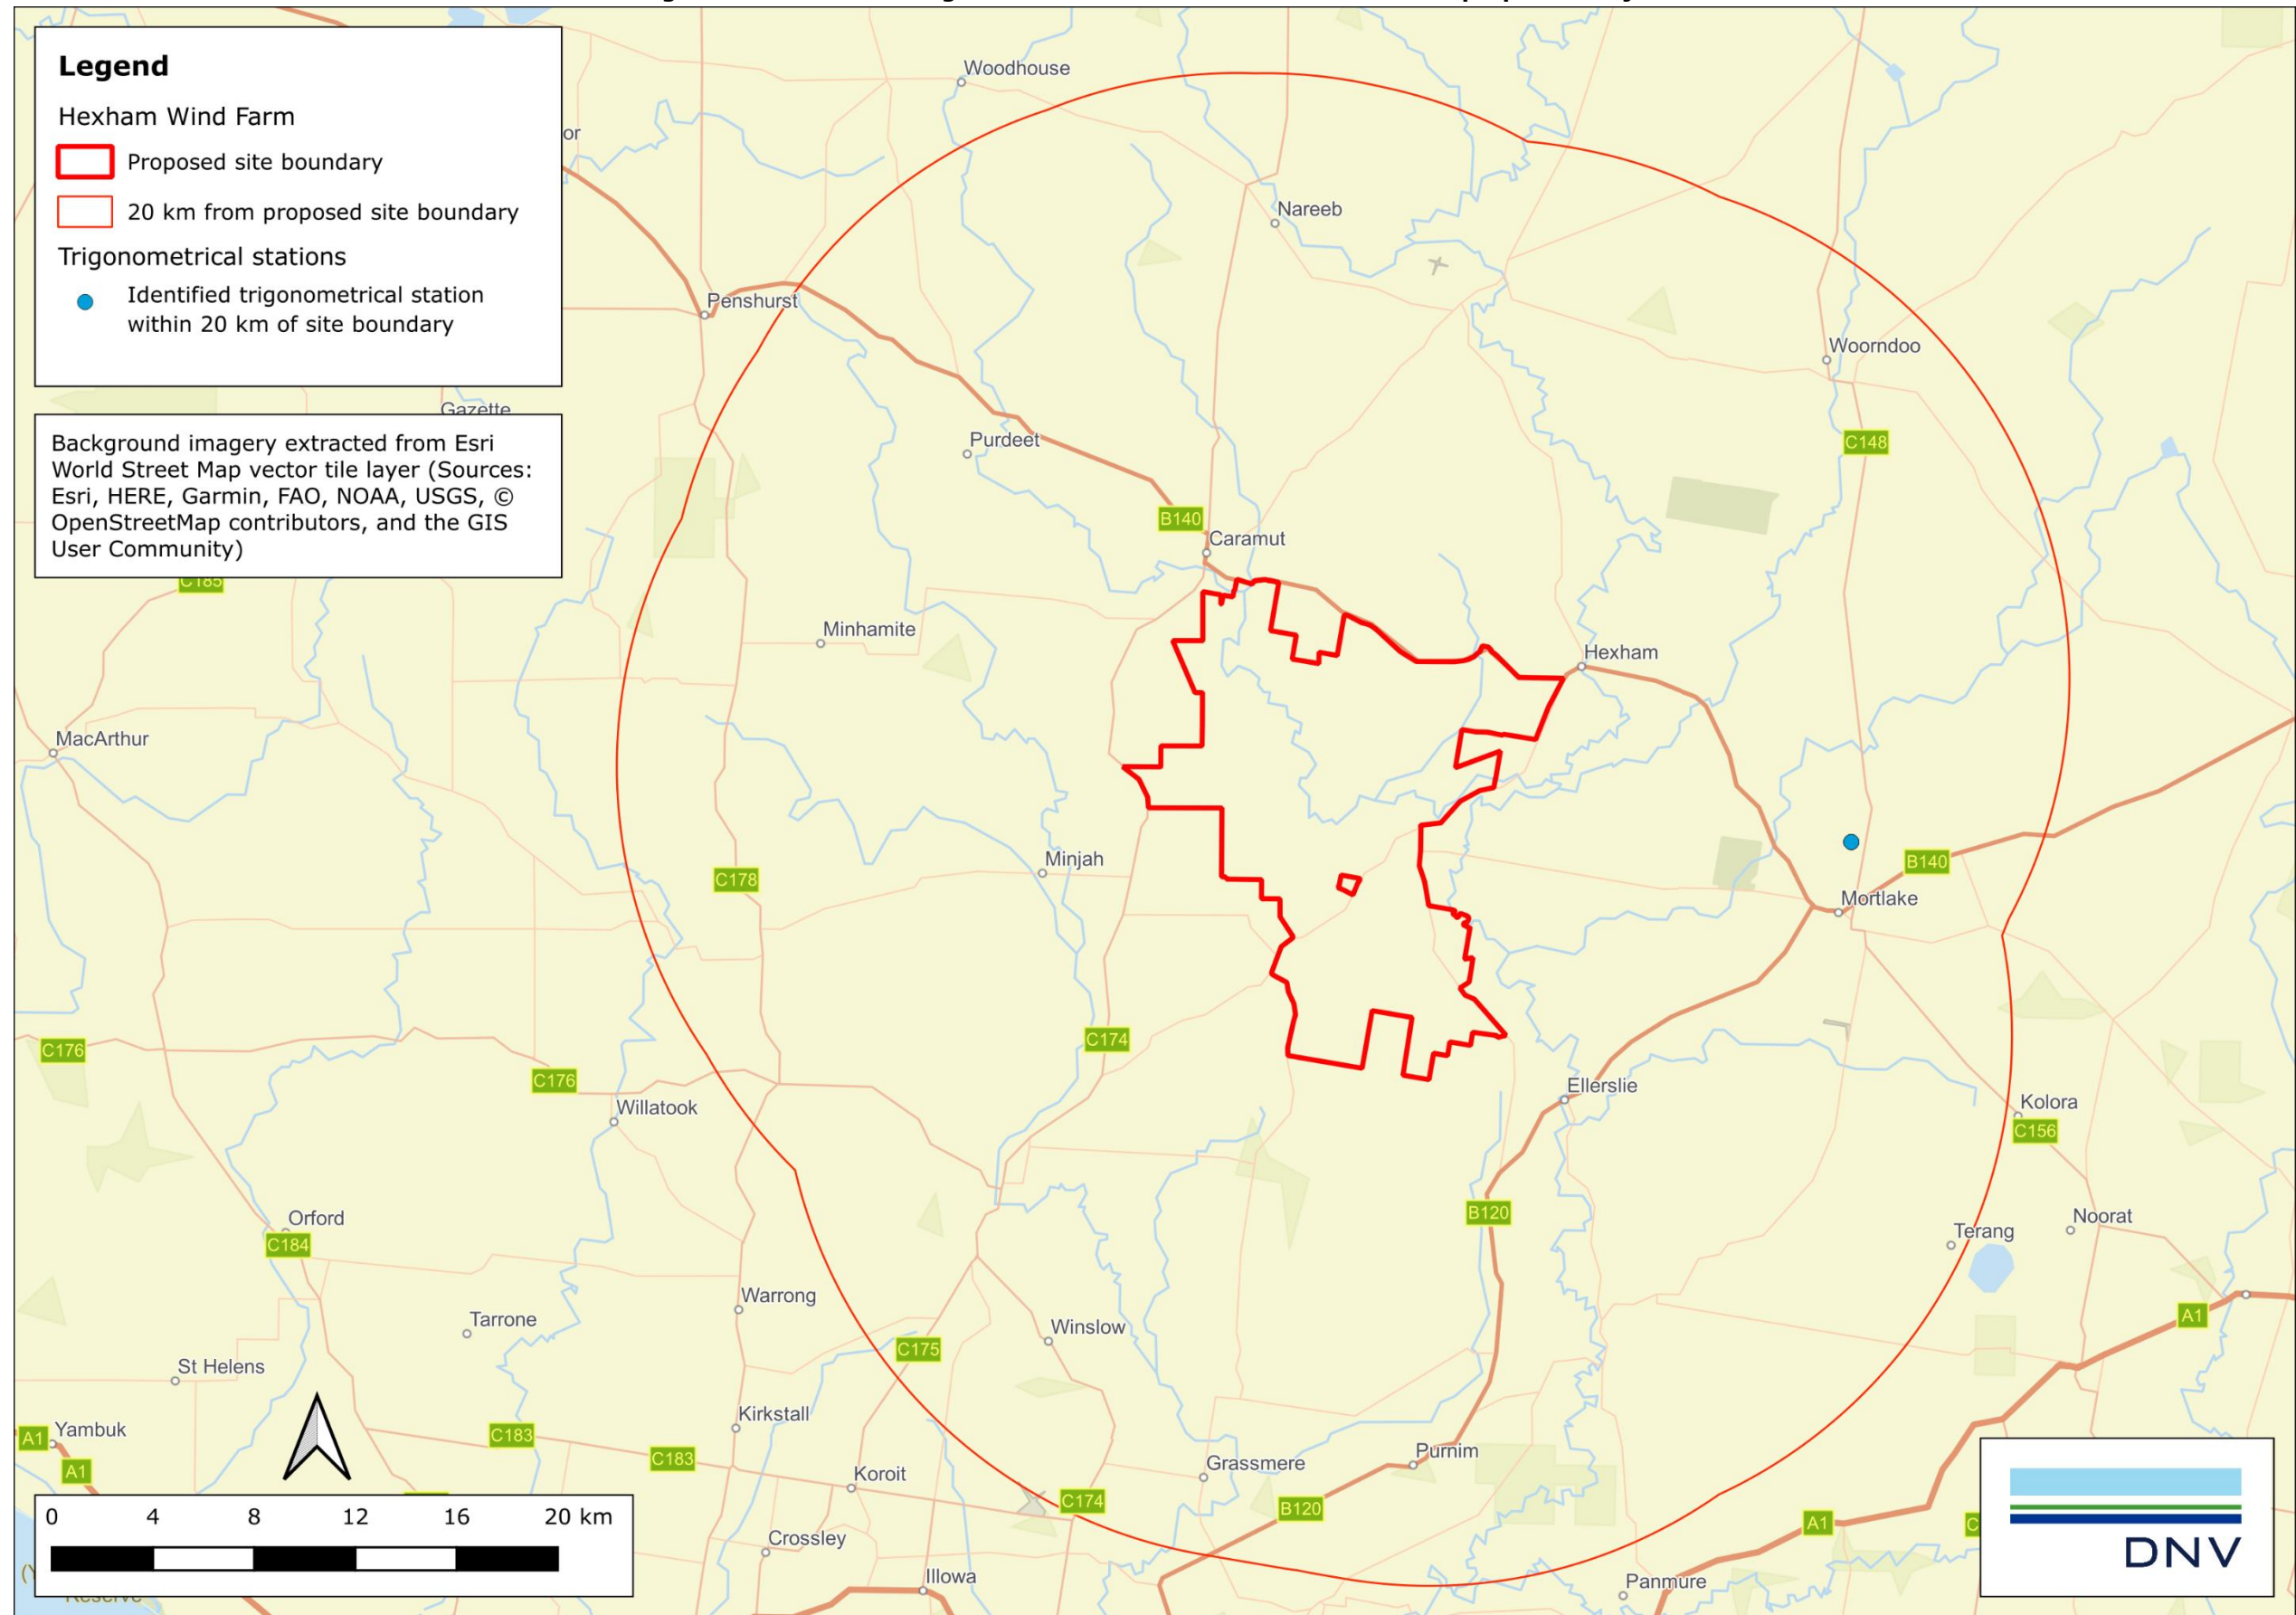 Legend
Hexham Wind Farm
Proposed site boundary
20 km from proposed site boundary
Trigonometrical stations
Identified trigonometrical station
within 20 km of site boundary
Background imagery extracted from Esri
World Street Map vector tile layer (Sources:
Esri, HERE, Garmin, FAO, NOAA, USGS, ©
OpenStreetMap contributors, and the GIS
User Community)
Woodhouse
Nareeb
Penshurst
Woorndoo
Gazette
Purdeet
C148
B140
Caramut
C185
Minhamite
Hexham
MacArthur
Minjah
C178
B140
Mortlake
C174
C176
C176
Ellerslie
Willatook
Kolora
C156
Orford
C184
B120
Noorat
Terang
Warrong
Tarrone
Winslow
A1
C175
St Helens
Kirkstall
Yambuk
A1
A1
C183
C183
Purnim
Grassmere
Koroit
C174
B120
A1
Crossley
Illowa
Panmure
0 4 8 12 16 20 km
DNV